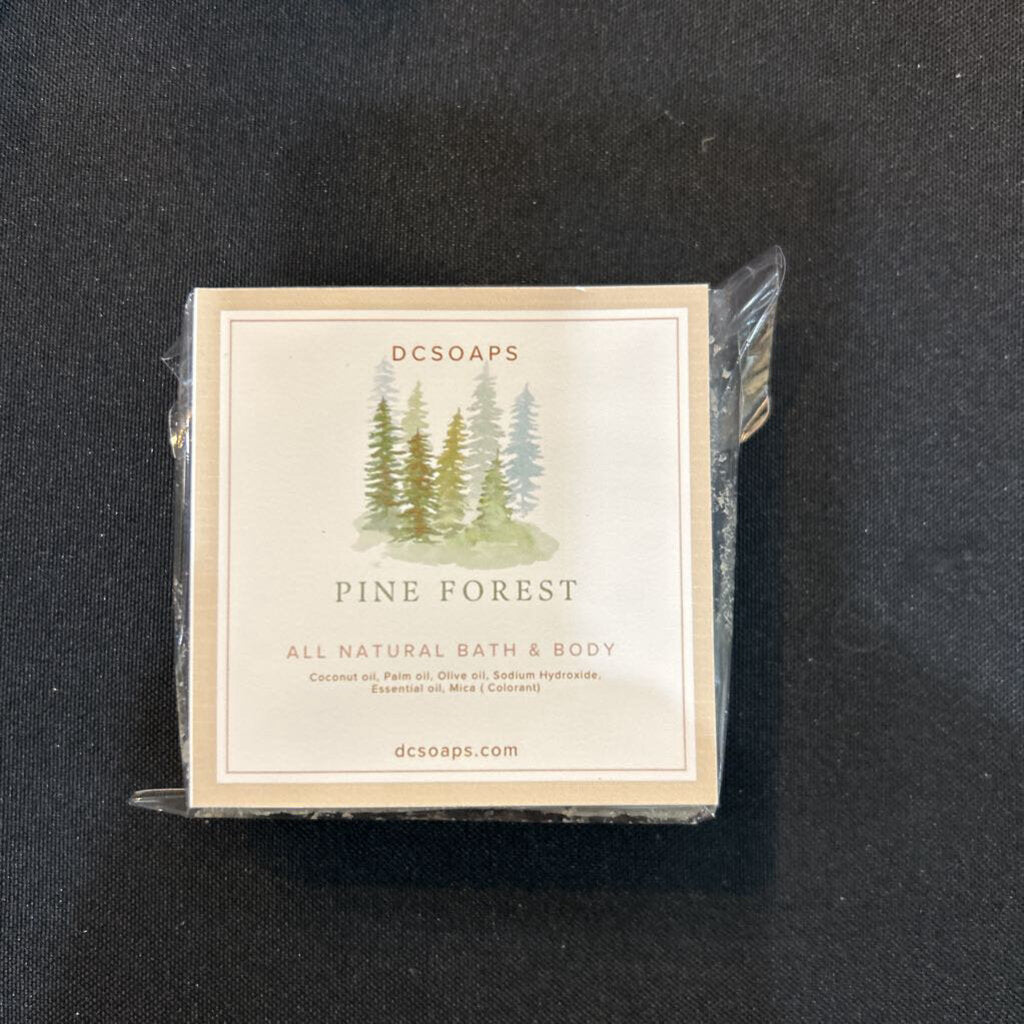 DCSOAPS
PINE FOREST
ALL NATURAL BATH & BODY
Coconut oil, Palm oil, Olive oil, Sodium Hydroxide,
Essential oil, Mica ( Colorant)
dcsoaps.com